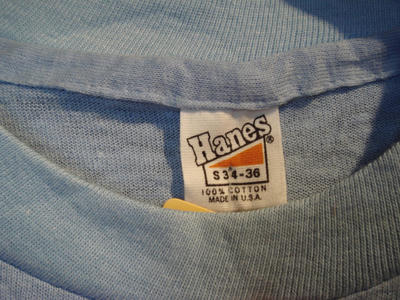 Hanes®
S 34-36
100% COTTON
MADE IN U.S.A.